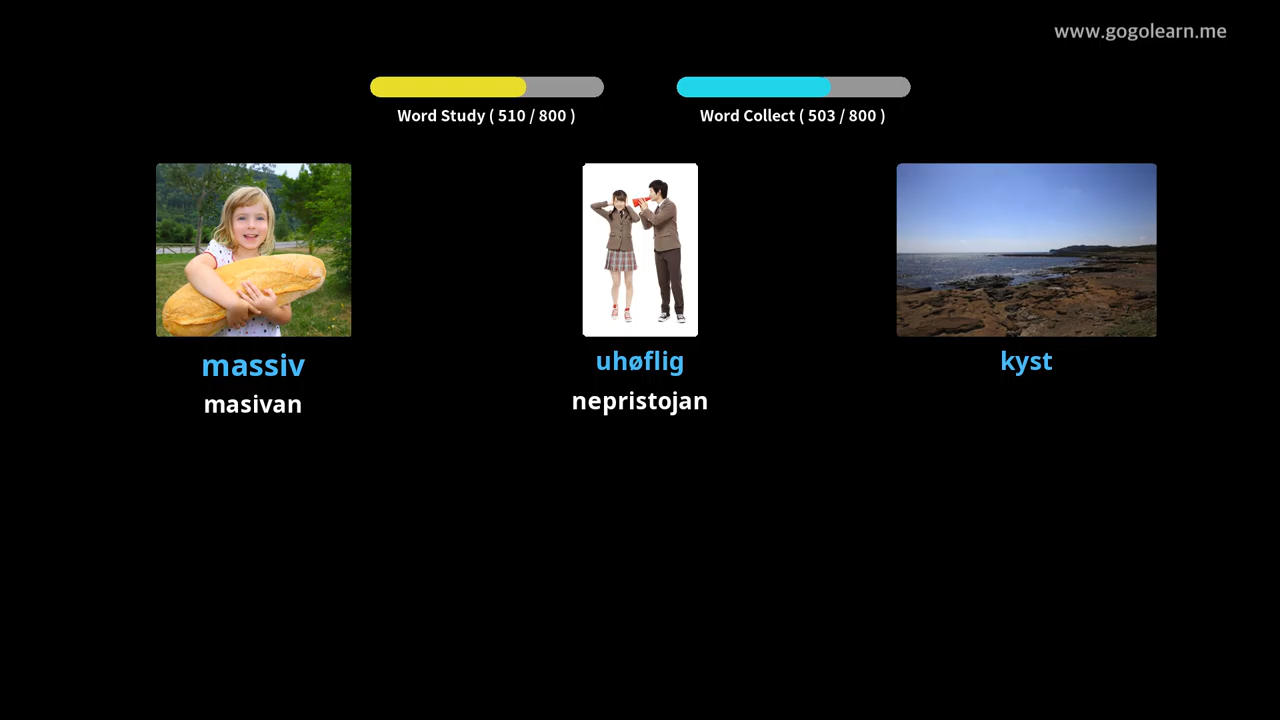 www.gogolearn.me
Word Study ( 510 / 800 )
Word Collect ( 503 / 800 )
massiv
uhøflig
kyst
masivan
nepristojan